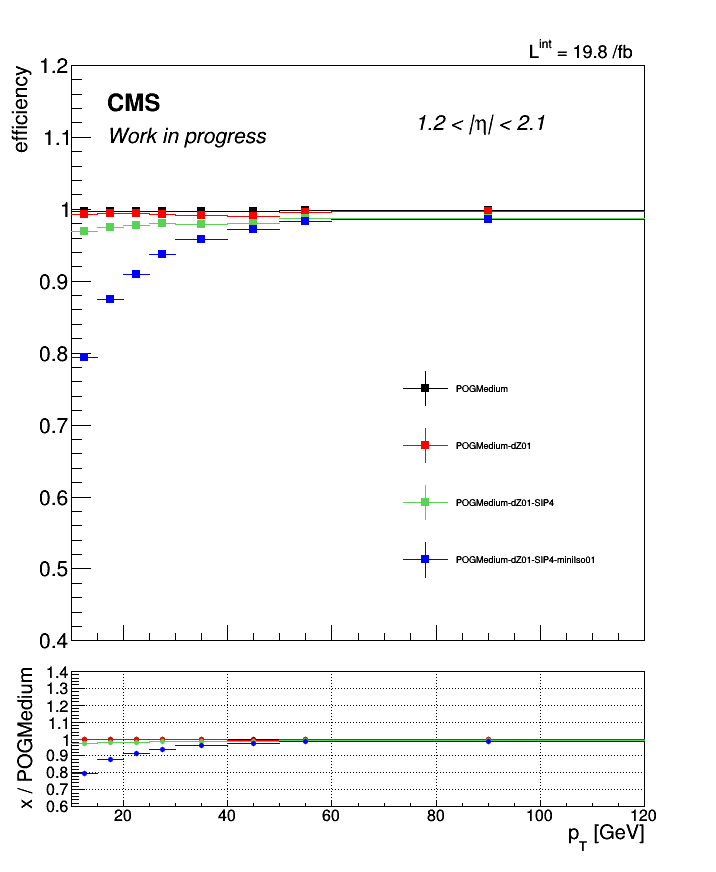 L^int = 19.8 /fb
efficiency
CMS
Work in progress
1.2 < |η| < 2.1
1.2
1.1
1
0.9
0.8
0.7
0.6
0.5
0.4
POGMedium
POGMedium-dZ01
POGMedium-dZ01-SIP4
POGMedium-dZ01-SIP4-miniIso01
x / POGMedium
1.4
1.3
1.2
1.1
1
0.9
0.8
0.7
0.6
20 40 60 80 100 120
p_T [GeV]